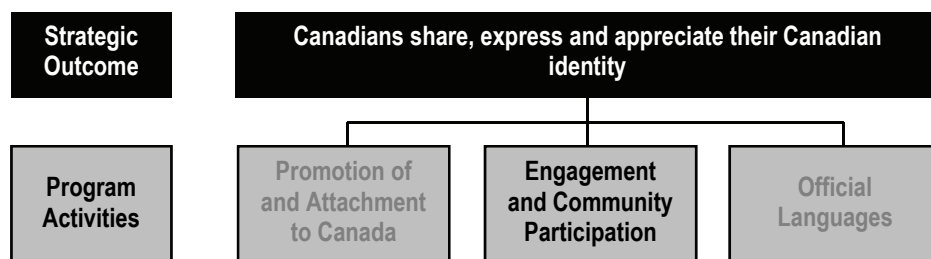 Strategic
Outcome
Canadians share, express and appreciate their Canadian
identity
Program
Activities
Promotion of
and Attachment
to Canada
Engagement
and Community
Participation
Official
Languages